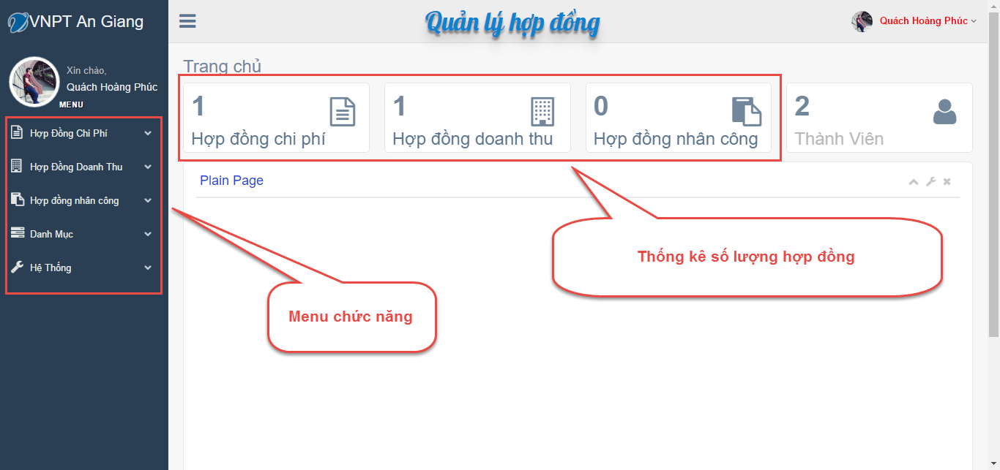 VNPT An Giang
Quản lý hợp đồng
Quách Hoàng Phúc
Xin chào,
Quách Hoàng Phúc
MENU
Hợp Đồng Chi Phí
Hợp Đồng Doanh Thu
Hợp đồng nhân công
Danh Mục
Hệ Thống
Trang chủ
1
Hợp đồng chi phí
1
Hợp đồng doanh thu
0
Hợp đồng nhân công
2
Thành Viên
Plain Page
Thống kê số lượng hợp đồng
Menu chức năng